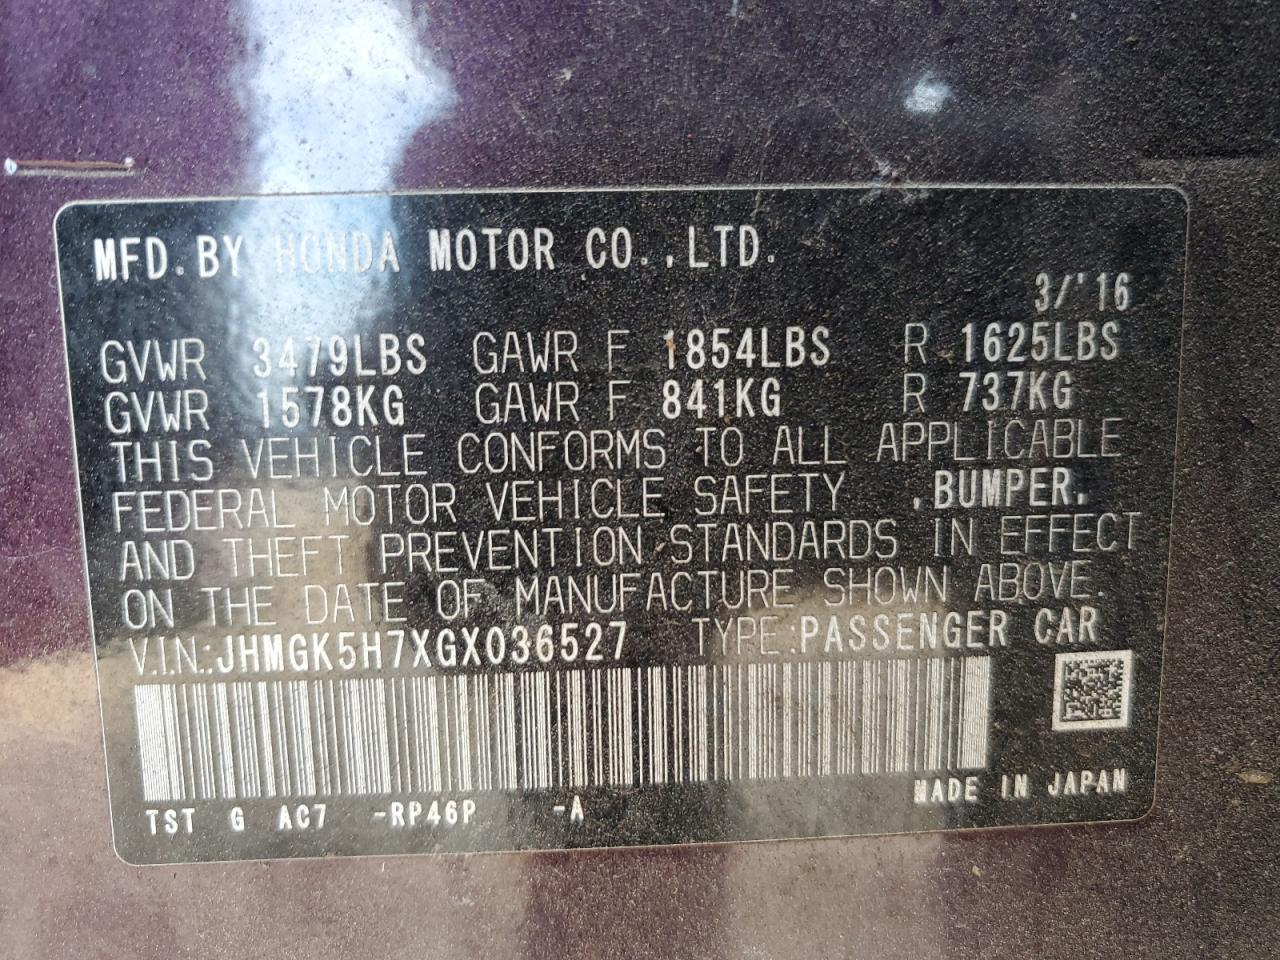 MFD. BY HONDA MOTOR CO., LTD.
3/'16
GVWR 3479LBS GAWR F 1854LBS R 1625LBS
GVWR 1578KG GAWR F 841KG R 737KG
THIS VEHICLE CONFORMS TO ALL APPLICABLE
FEDERAL MOTOR VEHICLE SAFETY ,BUMPER,
AND THEFT PREVENTION STANDARDS IN EFFECT
ON THE DATE OF MANUFACTURE SHOWN ABOVE.
V.I.N.:JHMGK5H7XGX036527 TYPE:PASSENGER CAR
MADE IN JAPAN
TST G AC7 -RP46P -A